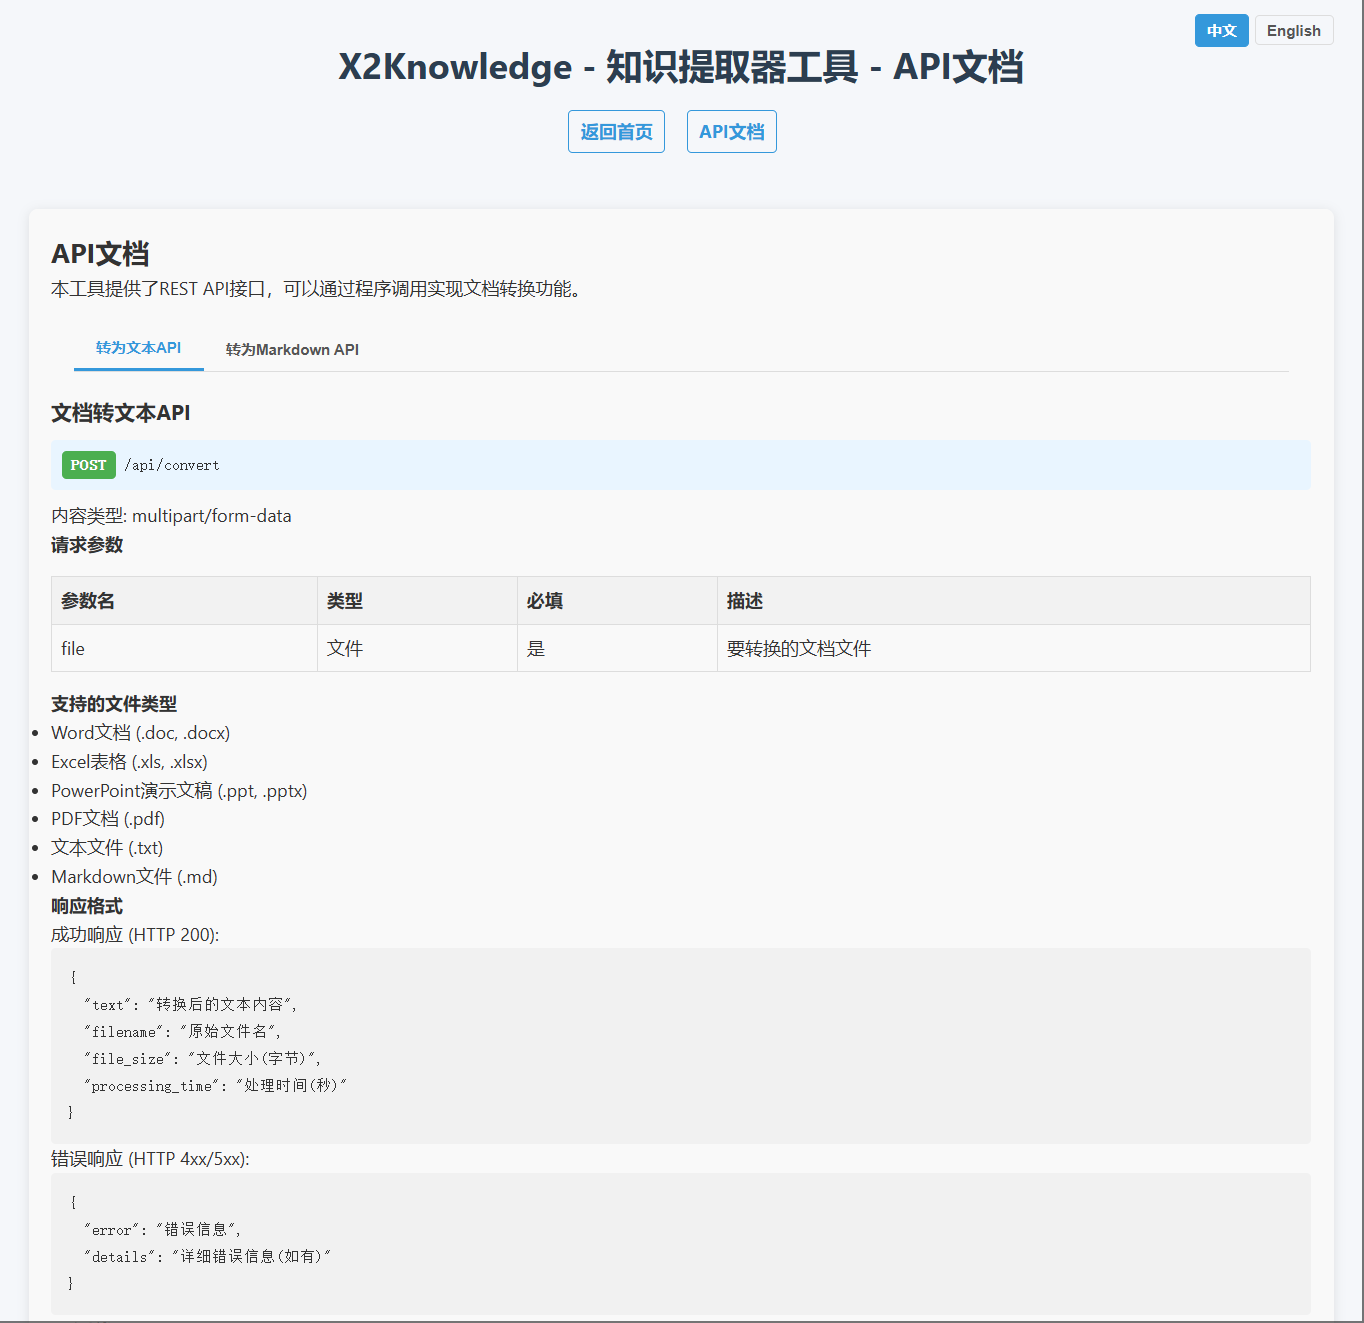 中文 English
X2Knowledge - 知识提取器工具 - API文档
返回首页 API文档
API文档
本工具提供了REST API接口，可以通过程序调用实现文档转换功能。
转为文本API 转为Markdown API
文档转文本API
POST /api/convert
内容类型: multipart/form-data
请求参数
参数名 类型 必填 描述
file 文件 是 要转换的文档文件
支持的文件类型
Word文档 (.doc, .docx)
Excel表格 (.xls, .xlsx)
PowerPoint演示文稿 (.ppt, .pptx)
PDF文档 (.pdf)
文本文件 (.txt)
Markdown文件 (.md)
响应格式
成功响应 (HTTP 200):
{
"text": "转换后的文本内容",
"filename": "原始文件名",
"file_size": "文件大小(字节)",
"processing_time": "处理时间(秒)"
}
错误响应 (HTTP 4xx/5xx):
{
"error": "错误信息",
"details": "详细错误信息(如有)"
}